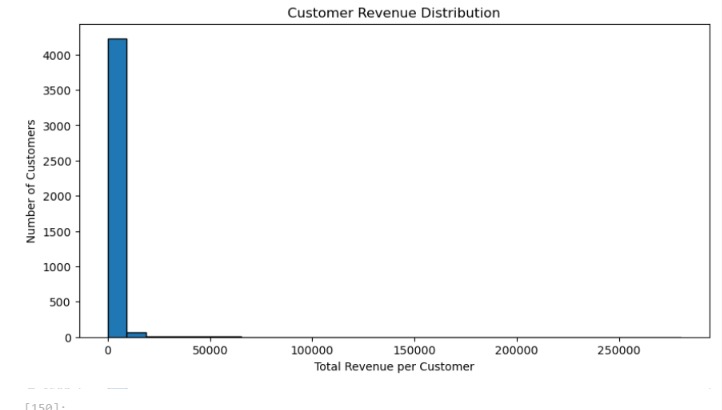 Customer Revenue Distribution
4000
3500
3000
2500
2000
1500
1000
500
0
Number of Customers
0 50000 100000 150000 200000 250000
Total Revenue per Customer
[150]: